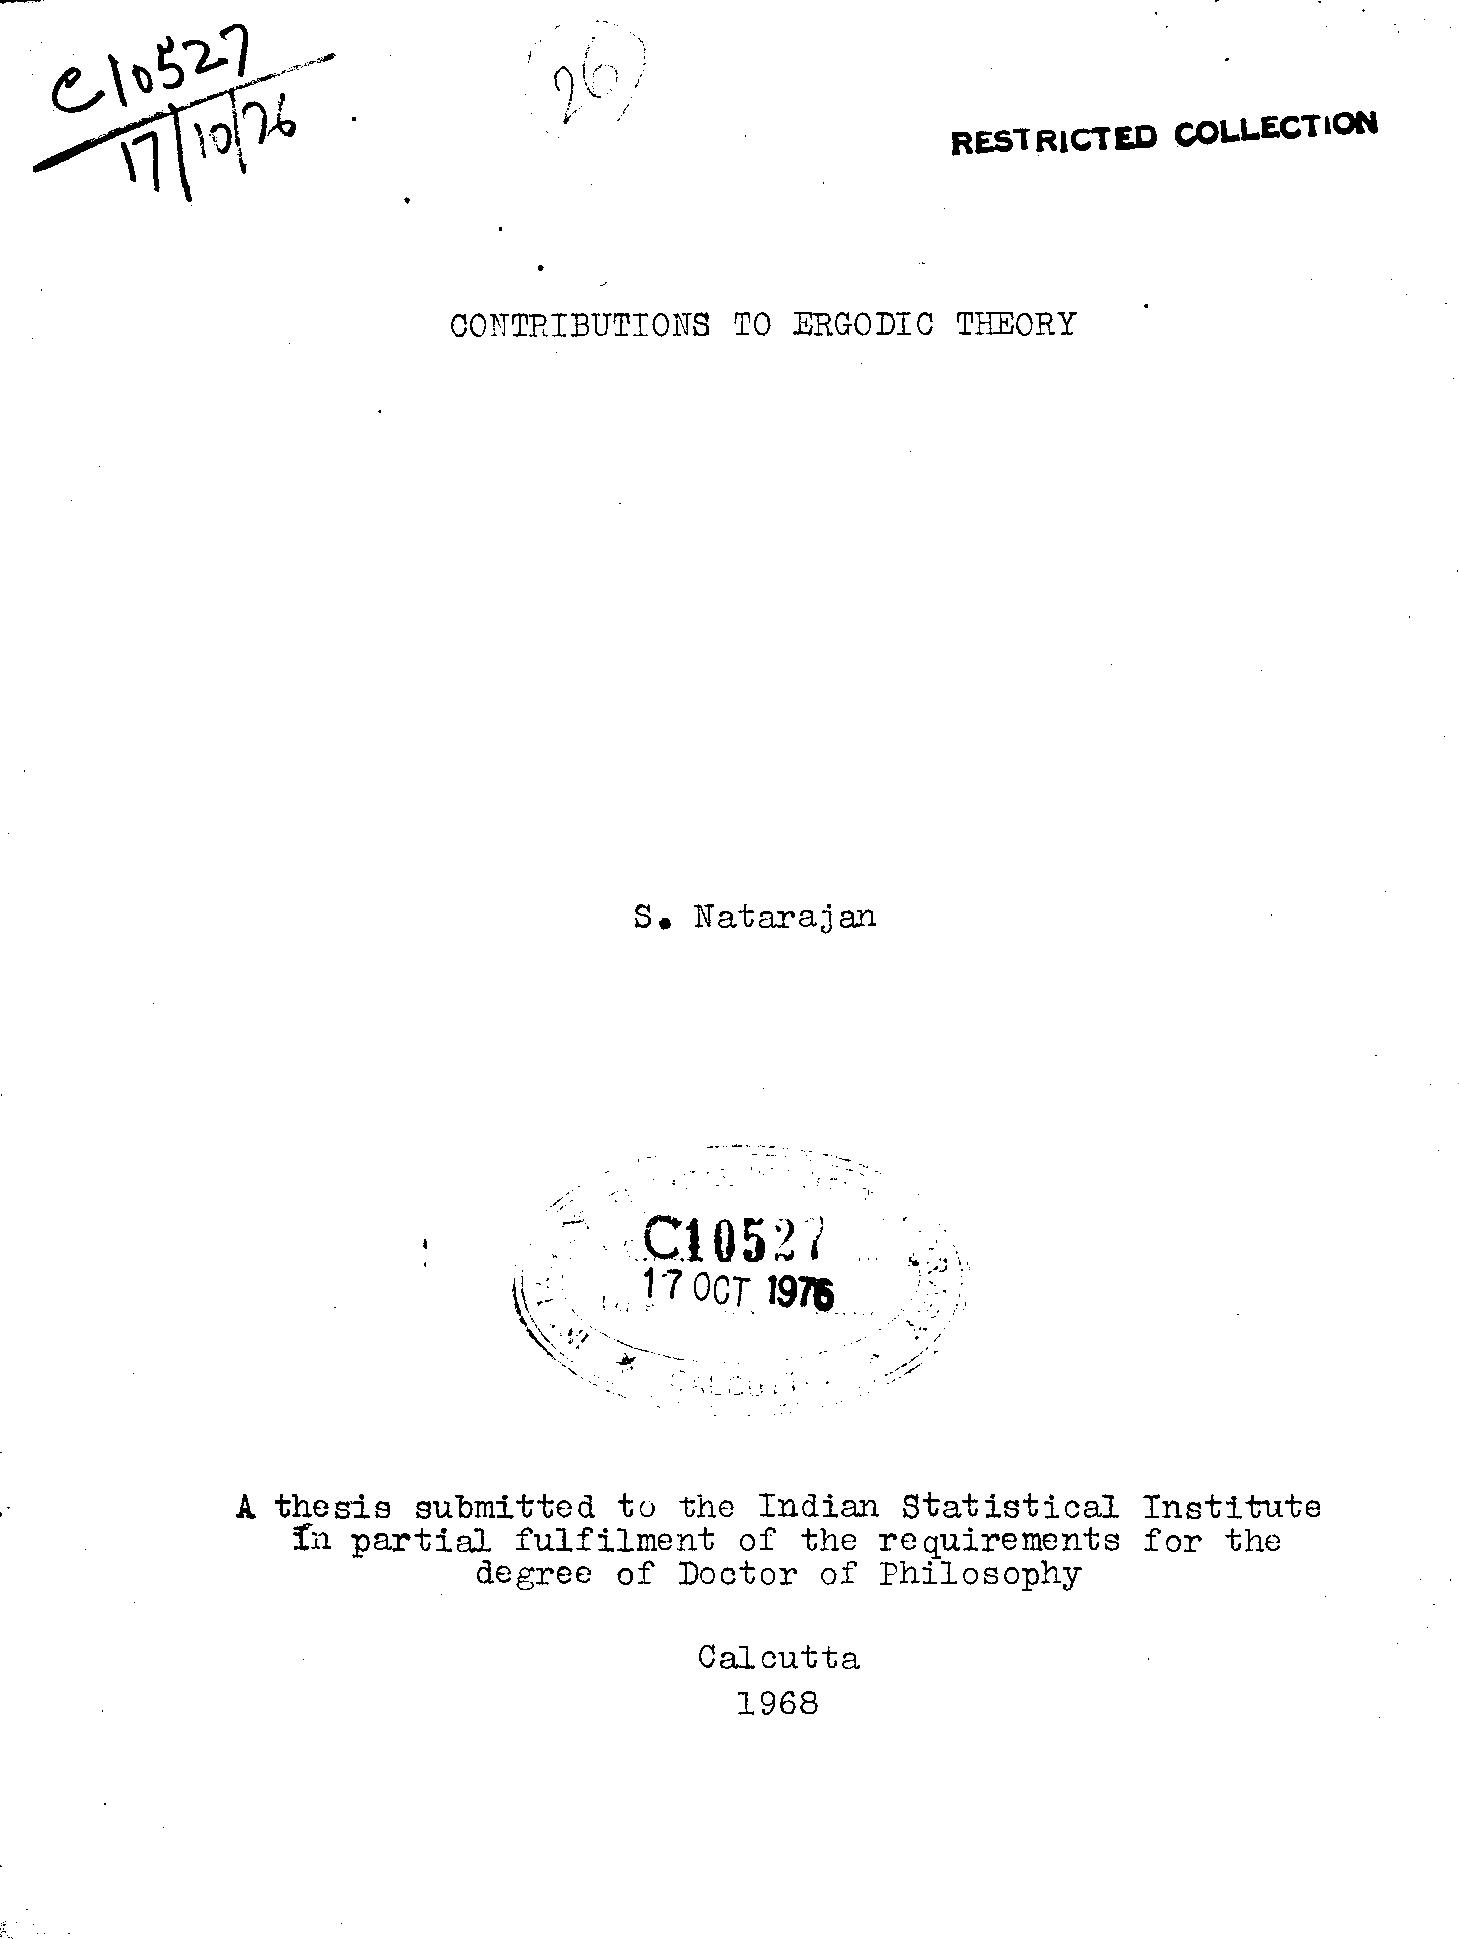 C10527
17/10/76
26
RESTRICTED COLLECTION
CONTRIBUTIONS TO ERGODIC THEORY
S. Natarajan
C10527
17 OCT 1976
CALCUTTA
A thesis submitted to the Indian Statistical Institute
in partial fulfilment of the requirements for the
degree of Doctor of Philosophy
Calcutta
1968